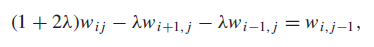 (1 + 2λ)w_{ij} − λw_{i+1,j} − λw_{i−1,j} = w_{i,j−1},